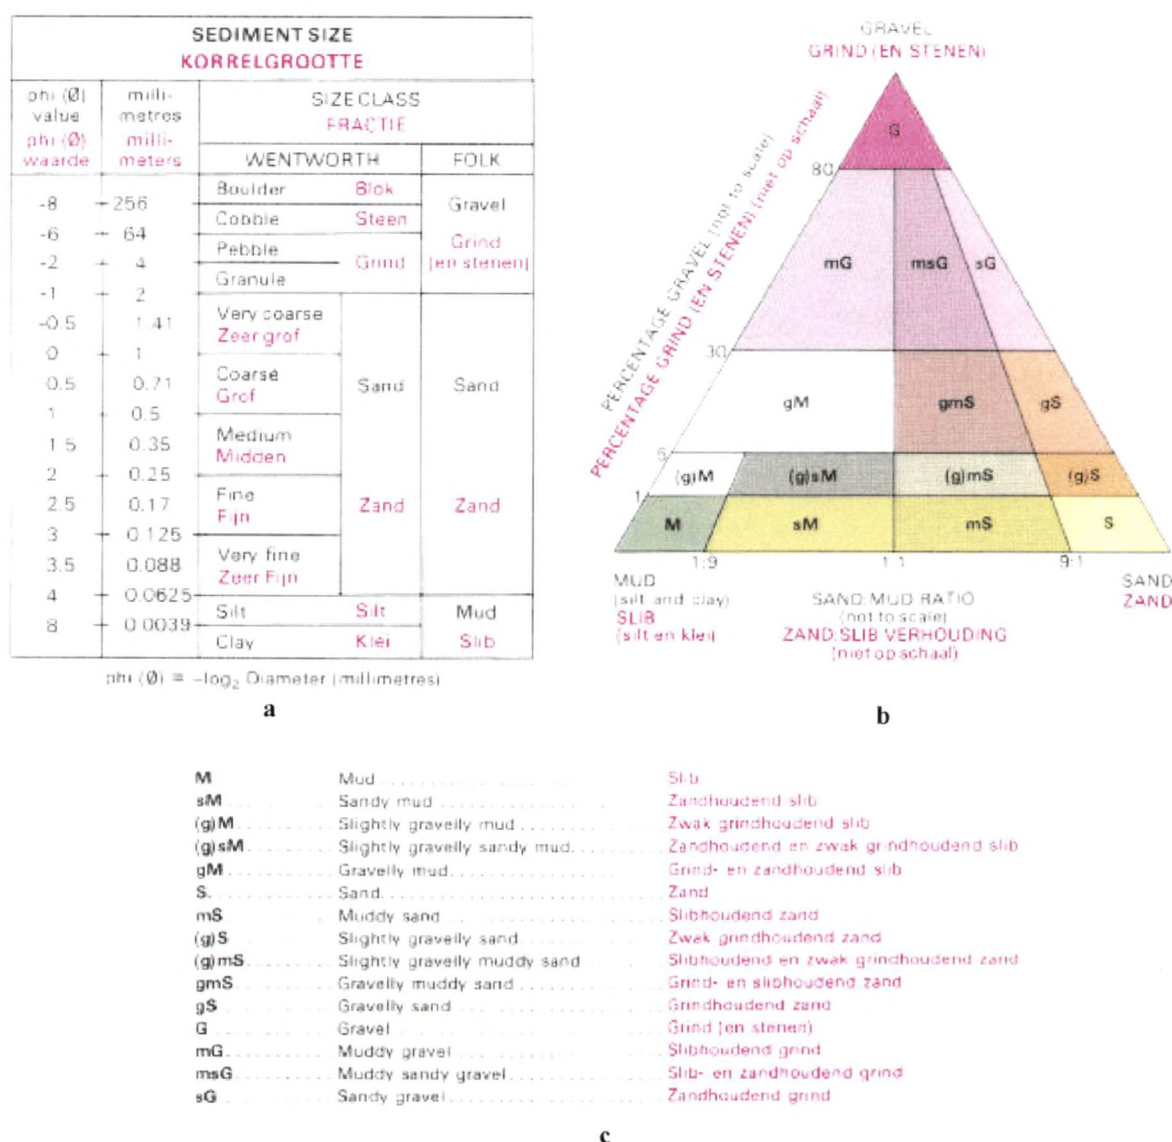 SEDIMENT SIZE
KORRELGROOTTE
phi (Ø) value
phi (Ø) waarde
milli-metres
milli-meters
SIZE CLASS
FRACTIE
WENTWORTH FOLK
Boulder Blok
-8 256
Cobble Steen
Gravel
-6 64
Pebble
Grind
(en stenen)
-2 4
Grind
Granule
-1 2
Very coarse
Zeer grof
-0.5 1.41
0 1
Coarse
Grof
0.5 0.71
Sand Sand
1 0.5
Medium
Midden
1.5 0.35
2 0.25
Fine
Fijn
2.5 0.17
Zand Zand
3 0.125
Very fine
Zeer Fijn
3.5 0.088
4 0.0625
Silt Silt Mud
8 0.0039
Clay Klei Slib
phi (Ø) = -log2 Diameter (millimetres)
a
GRAVEL
GRIND (EN STENEN)
PERCENTAGE GRAVEL (not to scale)
PERCENTAGE GRIND (EN STENEN) (niet op schaal)
G
80
mG msG sG
30
gM gmS gS
5
(g)M (g)sM (g)mS (g)S
1
M sM mS S
1:9 1:1 9:1
MUD
(silt and clay)
SLIB
(silt en klei)
SAND:MUD RATIO
(not to scale)
ZAND:SLIB VERHOUDING
(niet op schaal)
SAND
ZAND
b
M Mud Slib
sM Sandy mud Zandhoudend slib
(g)M Slightly gravelly mud Zwak grindhoudend slib
(g)sM Slightly gravelly sandy mud Zandhoudend en zwak grindhoudend slib
gM Gravelly mud Grind- en zandhoudend slib
S Sand Zand
mS Muddy sand Slibhoudend zand
(g)S Slightly gravelly sand Zwak grindhoudend zand
(g)mS Slightly gravelly muddy sand Slibhoudend en zwak grindhoudend zand
gmS Gravelly muddy sand Grind- en slibhoudend zand
gS Gravelly sand Grindhoudend zand
G Gravel Grind (en stenen)
mG Muddy gravel Slibhoudend grind
msG Muddy sandy gravel Slib- en zandhoudend grind
sG Sandy gravel Zandhoudend grind
c